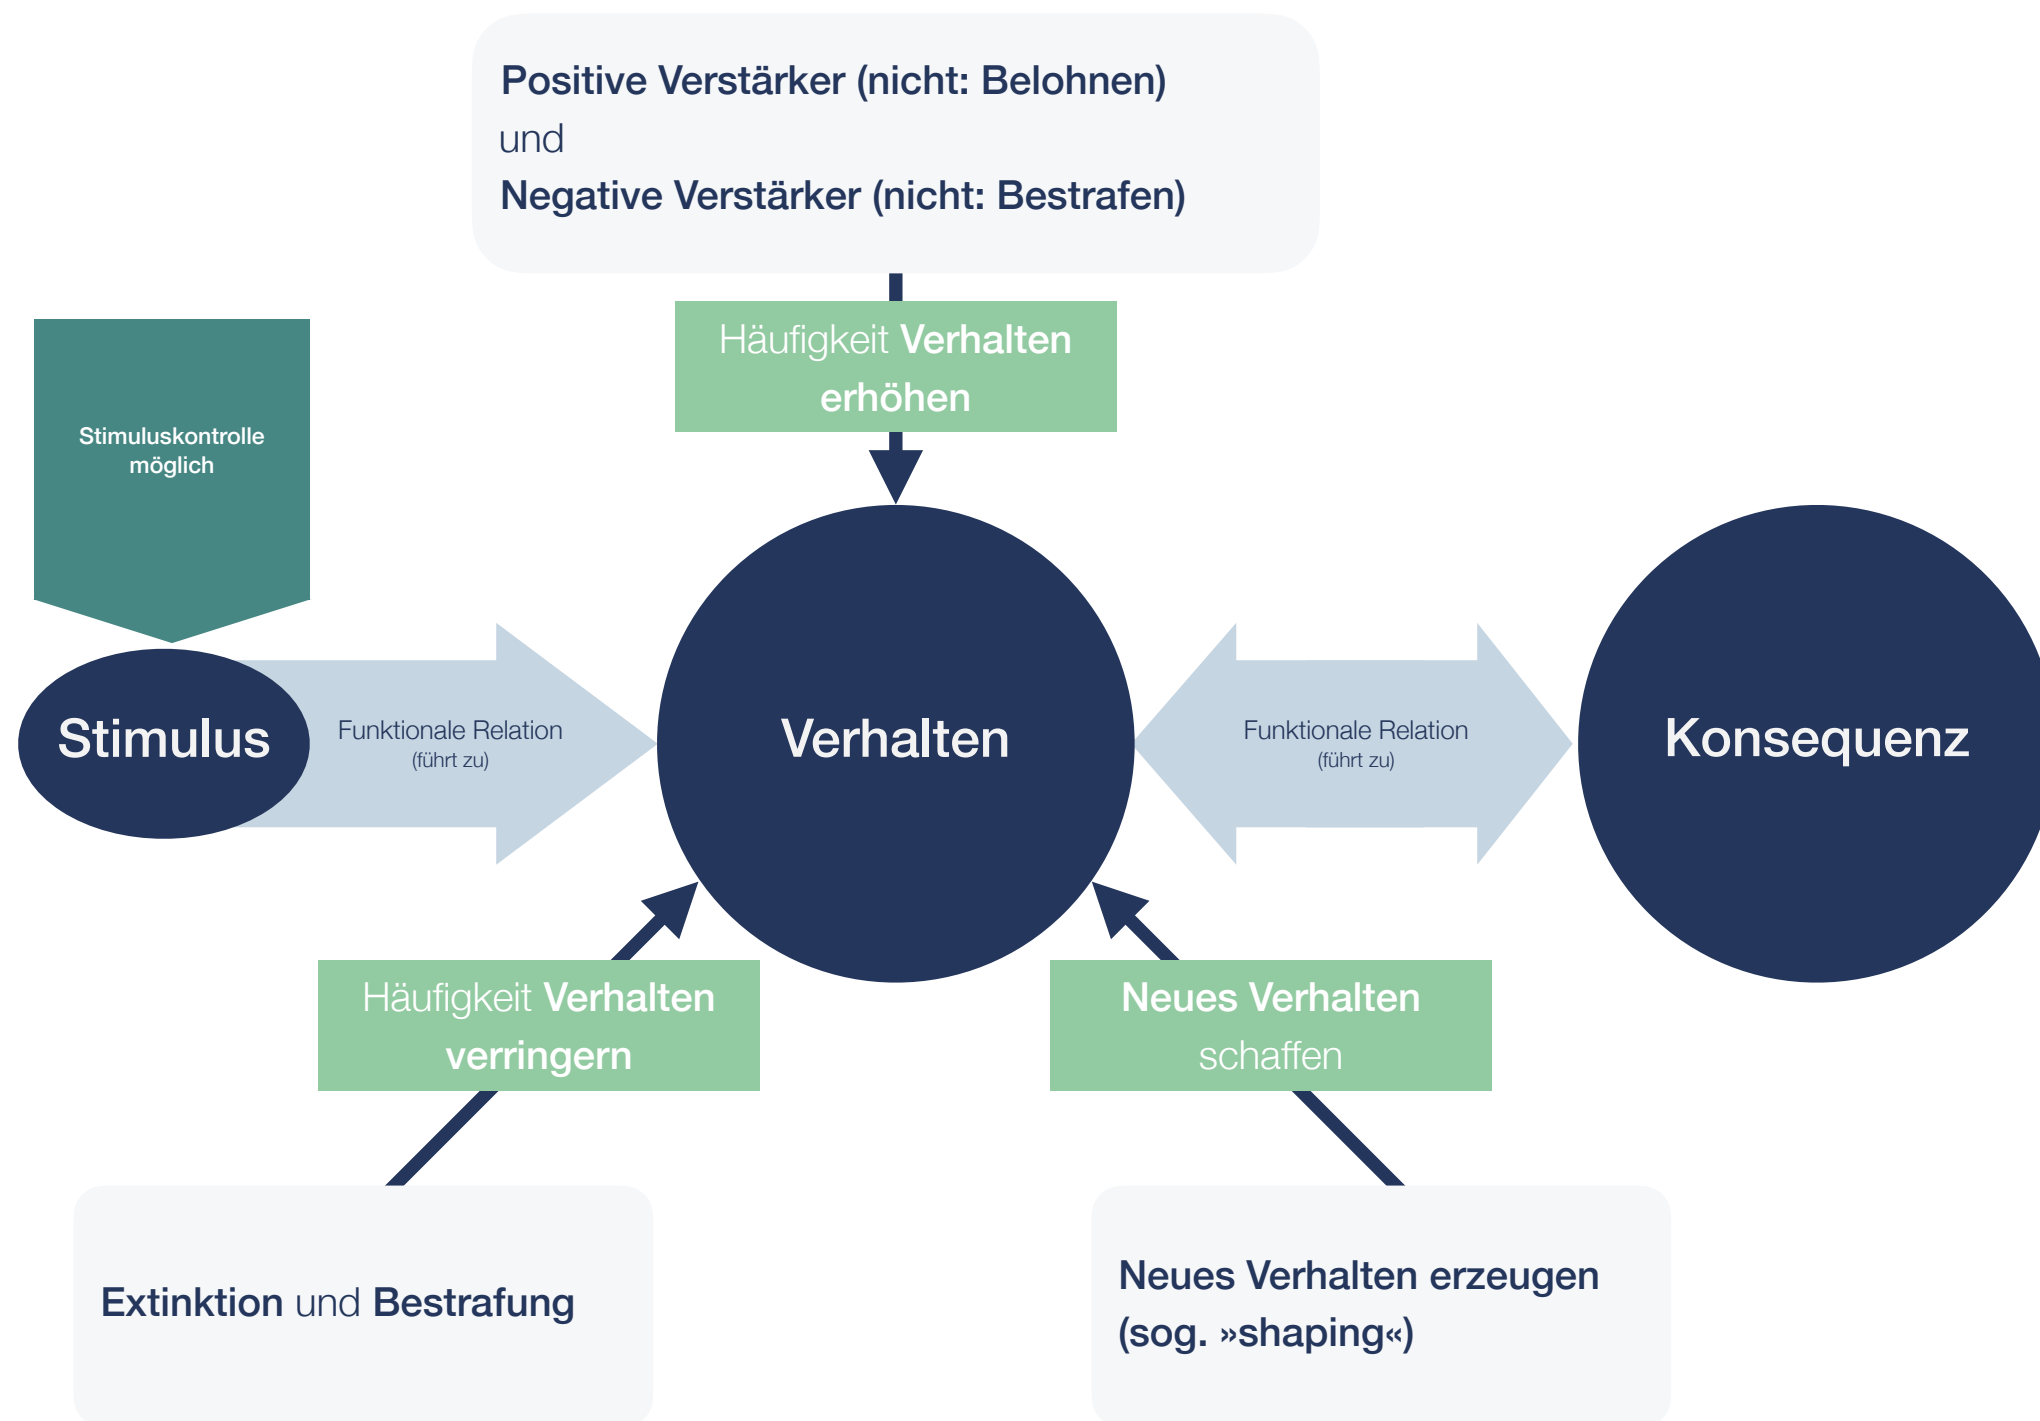 Positive Verstärker (nicht: Belohnen)
und
Negative Verstärker (nicht: Bestrafen)
Häufigkeit Verhalten
erhöhen
Stimuluskontrolle
möglich
Stimulus
Funktionale Relation
(führt zu)
Verhalten
Funktionale Relation
(führt zu)
Konsequenz
Häufigkeit Verhalten
verringern
Neues Verhalten
schaffen
Extinktion und Bestrafung
Neues Verhalten erzeugen
(sog. »shaping«)